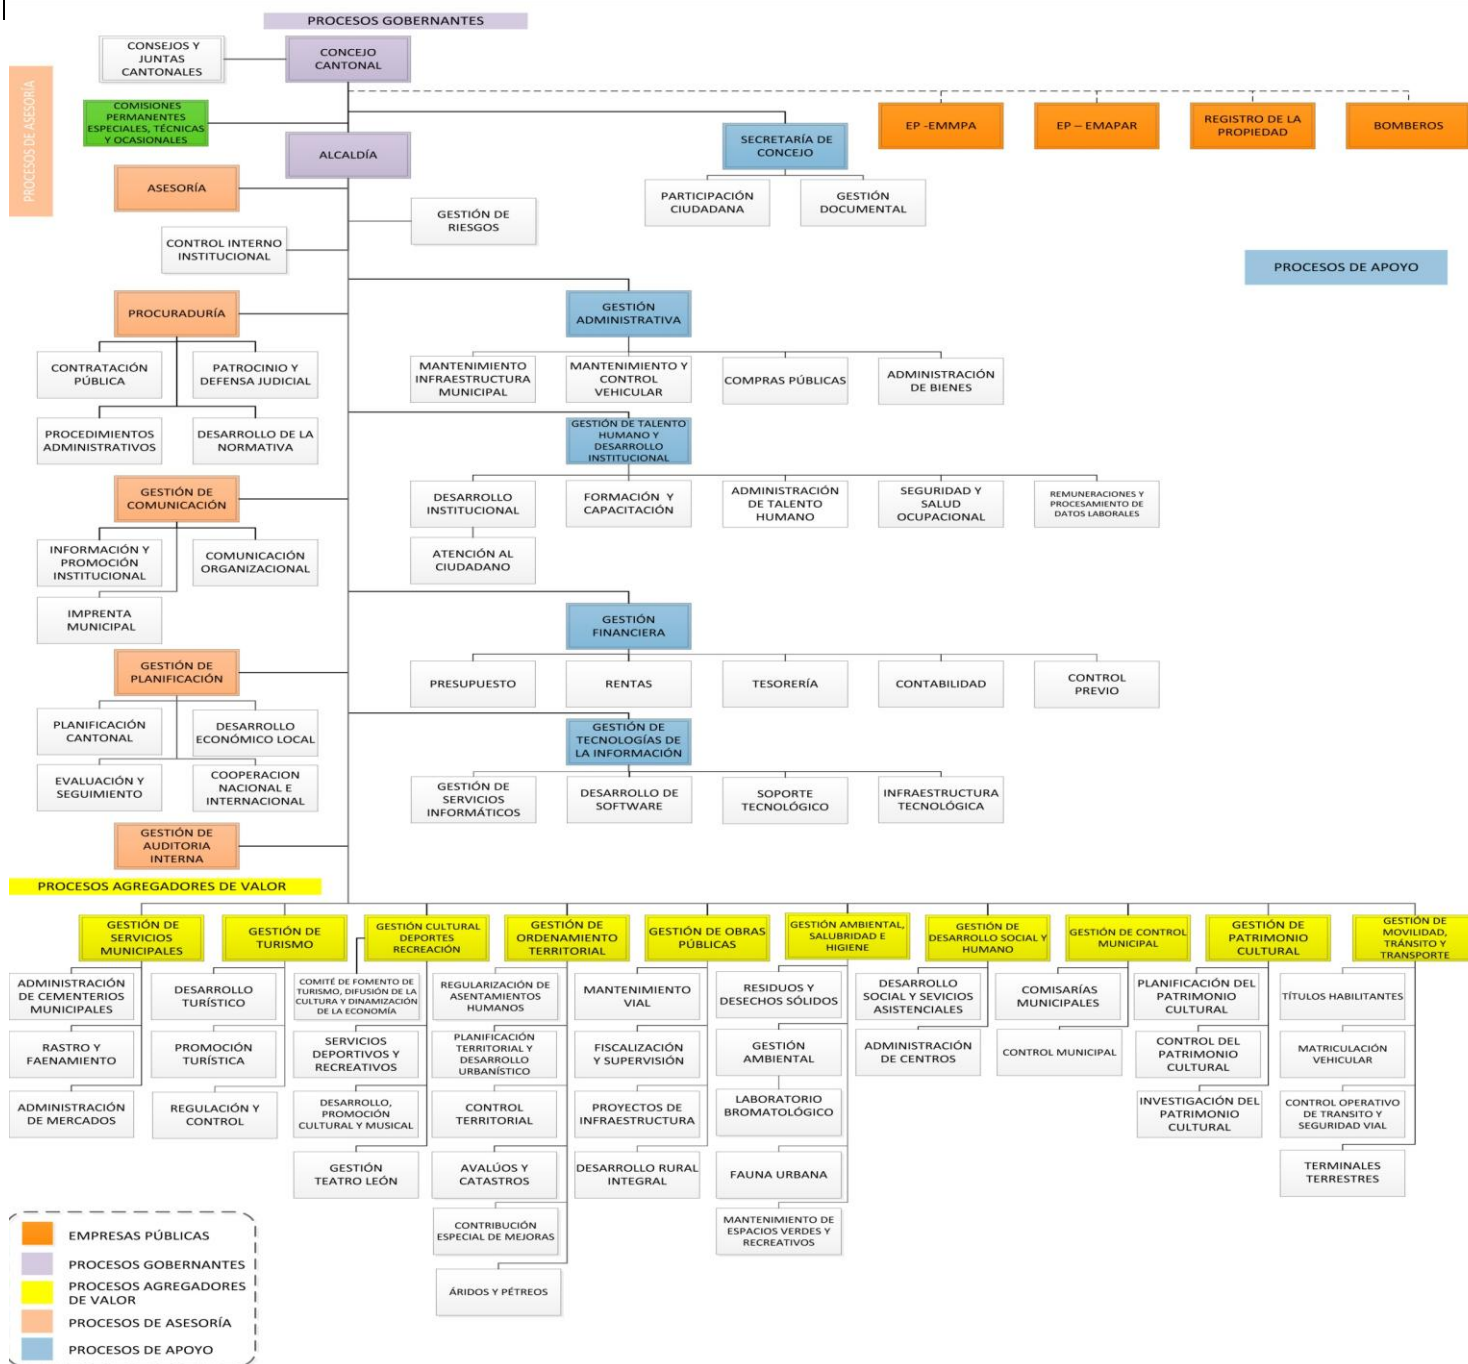 PROCESOS GOBERNANTES
CONSEJOS Y
JUNTAS
CANTONALES
CONCEJO
CANTONAL
PROCESOS DE ASESORÍA
COMISIONES
PERMANENTES
ESPECIALES, TÉCNICAS
Y OCASIONALES
EP -EMMPA
EP – EMAPAR
REGISTRO DE LA
PROPIEDAD
BOMBEROS
ALCALDÍA
SECRETARÍA DE
CONCEJO
ASESORÍA
PARTICIPACIÓN
CIUDADANA
GESTIÓN
DOCUMENTAL
GESTIÓN DE
RIESGOS
CONTROL INTERNO
INSTITUCIONAL
PROCESOS DE APOYO
PROCURADURÍA
GESTIÓN
ADMINISTRATIVA
CONTRATACIÓN
PÚBLICA
PATROCINIO Y
DEFENSA JUDICIAL
MANTENIMIENTO
INFRAESTRUCTURA
MUNICIPAL
MANTENIMIENTO Y
CONTROL
VEHICULAR
COMPRAS PÚBLICAS
ADMINISTRACIÓN
DE BIENES
PROCEDIMIENTOS
ADMINISTRATIVOS
DESARROLLO DE LA
NORMATIVA
GESTIÓN DE TALENTO
HUMANO Y
DESARROLLO
INSTITUCIONAL
GESTIÓN DE
COMUNICACIÓN
DESARROLLO
INSTITUCIONAL
FORMACIÓN Y
CAPACITACIÓN
ADMINISTRACIÓN
DE TALENTO
HUMANO
SEGURIDAD Y
SALUD
OCUPACIONAL
REMUNERACIONES Y
PROCESAMIENTO DE
DATOS LABORALES
INFORMACIÓN Y
PROMOCIÓN
INSTITUCIONAL
COMUNICACIÓN
ORGANIZACIONAL
ATENCIÓN AL
CIUDADANO
IMPRENTA
MUNICIPAL
GESTIÓN
FINANCIERA
GESTIÓN DE
PLANIFICACIÓN
PRESUPUESTO
RENTAS
TESORERÍA
CONTABILIDAD
CONTROL
PREVIO
PLANIFICACIÓN
CANTONAL
DESARROLLO
ECONÓMICO LOCAL
GESTIÓN DE
TECNOLOGÍAS DE
LA INFORMACIÓN
EVALUACIÓN Y
SEGUIMIENTO
COOPERACION
NACIONAL E
INTERNACIONAL
GESTIÓN DE
SERVICIOS
INFORMÁTICOS
DESARROLLO DE
SOFTWARE
SOPORTE
TECNOLÓGICO
INFRAESTRUCTURA
TECNOLÓGICA
GESTIÓN DE
AUDITORIA
INTERNA
PROCESOS AGREGADORES DE VALOR
GESTIÓN DE
SERVICIOS
MUNICIPALES
GESTIÓN DE
TURISMO
GESTIÓN CULTURAL
DEPORTES
RECREACIÓN
GESTIÓN DE
ORDENAMIENTO
TERRITORIAL
GESTIÓN DE OBRAS
PÚBLICAS
GESTIÓN AMBIENTAL,
SALUBRIDAD E
HIGIENE
GESTIÓN DE
DESARROLLO SOCIAL Y
HUMANO
GESTIÓN DE CONTROL
MUNICIPAL
GESTIÓN DE
PATRIMONIO
CULTURAL
GESTIÓN DE
MOVILIDAD,
TRÁNSITO Y
TRANSPORTE
ADMINISTRACIÓN
DE CEMENTERIOS
MUNICIPALES
DESARROLLO
TURÍSTICO
COMITÉ DE FOMENTO DE
TURISMO, DIFUSIÓN DE LA
CULTURA Y DINAMIZACIÓN
DE LA ECONOMÍA
REGULARIZACIÓN DE
ASENTAMIENTOS
HUMANOS
MANTENIMIENTO
VIAL
RESIDUOS Y
DESECHOS SÓLIDOS
DESARROLLO
SOCIAL Y SEVICIOS
ASISTENCIALES
COMISARÍAS
MUNICIPALES
PLANIFICACIÓN DEL
PATRIMONIO
CULTURAL
TÍTULOS HABILITANTES
RASTRO Y
FAENAMIENTO
PROMOCIÓN
TURÍSTICA
SERVICIOS
DEPORTIVOS Y
RECREATIVOS
PLANIFICACIÓN
TERRITORIAL Y
DESARROLLO
URBANÍSTICO
FISCALIZACIÓN
Y SUPERVISIÓN
GESTIÓN
AMBIENTAL
ADMINISTRACIÓN
DE CENTROS
CONTROL MUNICIPAL
CONTROL DEL
PATRIMONIO
CULTURAL
MATRICULACIÓN
VEHICULAR
ADMINISTRACIÓN
DE MERCADOS
REGULACIÓN Y
CONTROL
DESARROLLO,
PROMOCIÓN
CULTURAL Y MUSICAL
CONTROL
TERRITORIAL
PROYECTOS DE
INFRAESTRUCTURA
LABORATORIO
BROMATOLÓGICO
INVESTIGACIÓN DEL
PATRIMONIO
CULTURAL
CONTROL OPERATIVO
DE TRANSITO Y
SEGURIDAD VIAL
GESTIÓN
TEATRO LEÓN
AVALÚOS Y
CATASTROS
DESARROLLO RURAL
INTEGRAL
FAUNA URBANA
TERMINALES
TERRESTRES
CONTRIBUCIÓN
ESPECIAL DE MEJORAS
MANTENIMIENTO DE
ESPACIOS VERDES Y
RECREATIVOS
ÁRIDOS Y PÉTREOS
EMPRESAS PÚBLICAS
PROCESOS GOBERNANTES
PROCESOS AGREGADORES
DE VALOR
PROCESOS DE ASESORÍA
PROCESOS DE APOYO